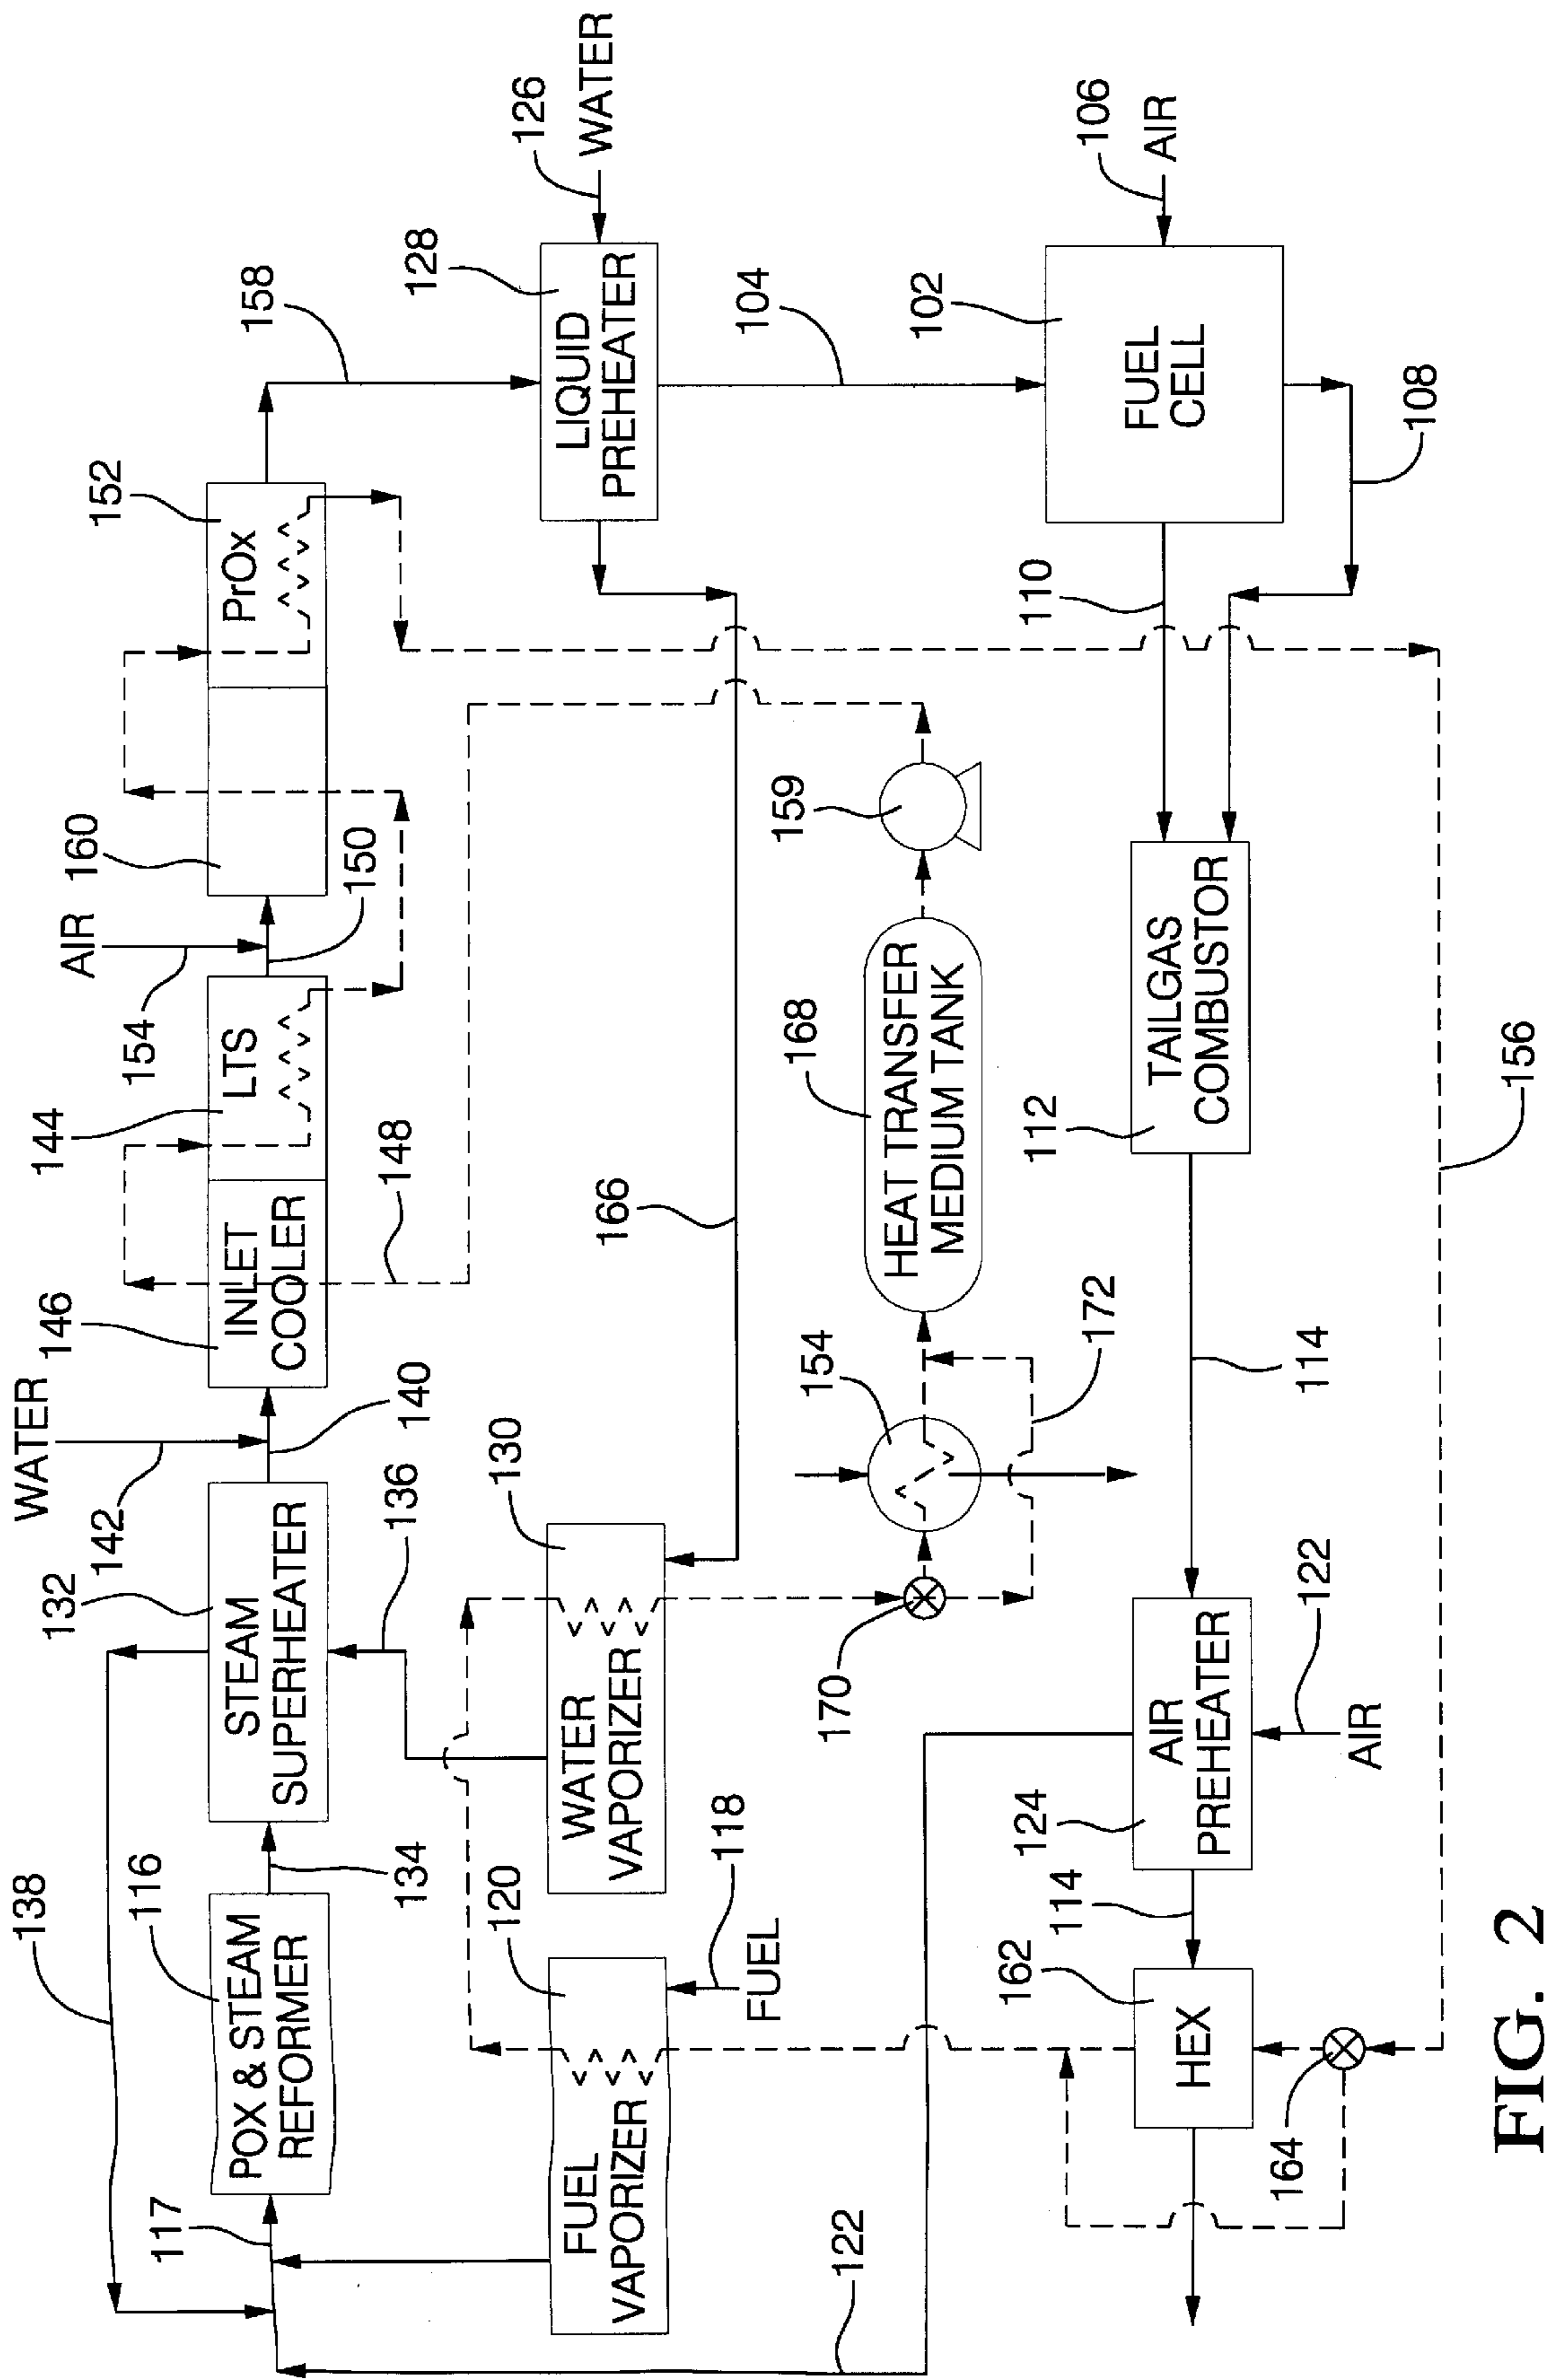 138
117
POX & STEAM
REFORMER
116
134
STEAM
SUPERHEATER
132
WATER
142
140
136
INLET
COOLER
146
LTS
144
148
AIR
154
150
160
PrOx
152
158
FUEL
VAPORIZER
120
118
FUEL
WATER
VAPORIZER
130
166
LIQUID
PREHEATER
128
126
WATER
104
170
154
172
HEAT TRANSFER
MEDIUM TANK
168
159
122
HEX
162
164
114
AIR
PREHEATER
124
122
AIR
114
TAILGAS
COMBUSTOR
112
110
108
FUEL
CELL
102
106
AIR
156
FIG. 2